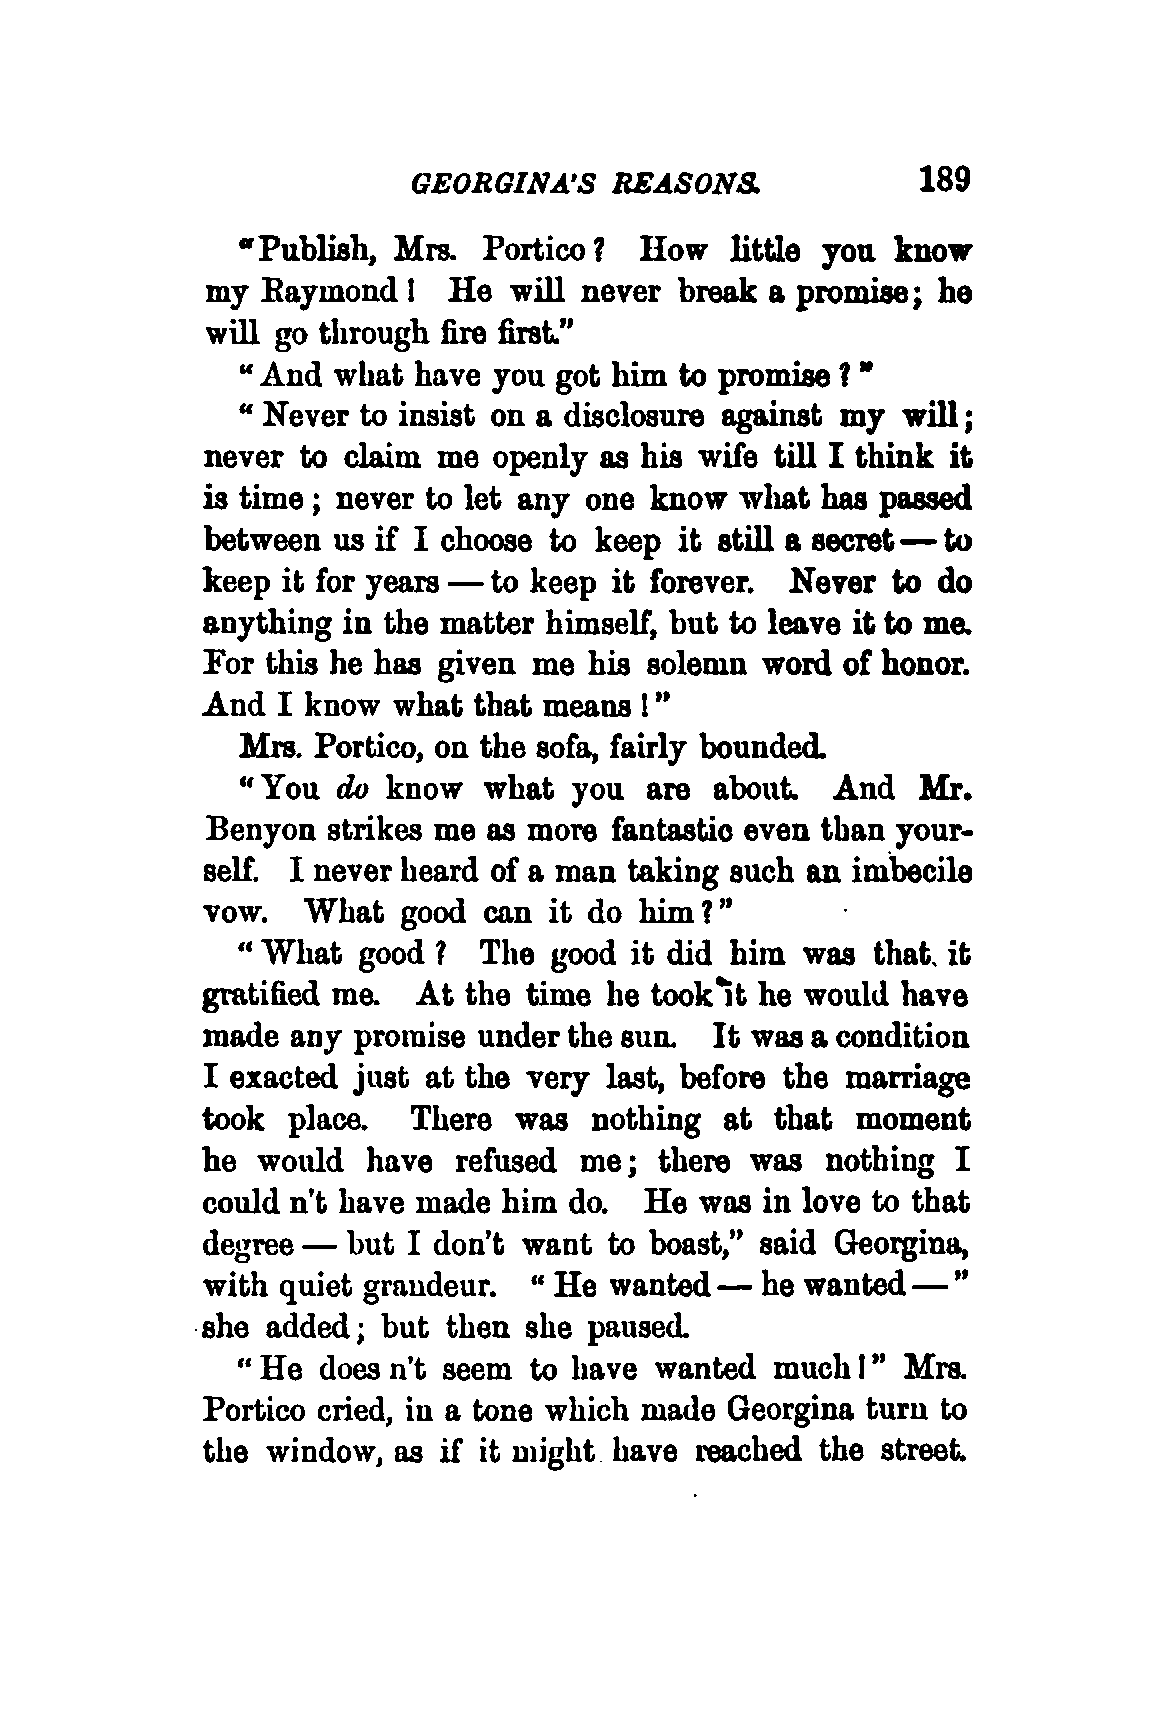 GEORGINA'S REASONS. 189
"Publish, Mrs. Portico? How little you know
my Raymond! He will never break a promise; he
will go through fire first."
"And what have you got him to promise?"
"Never to insist on a disclosure against my will;
never to claim me openly as his wife till I think it
is time; never to let any one know what has passed
between us if I choose to keep it still a secret — to
keep it for years — to keep it forever. Never to do
anything in the matter himself, but to leave it to me.
For this he has given me his solemn word of honor.
And I know what that means!"
Mrs. Portico, on the sofa, fairly bounded.
"You do know what you are about. And Mr.
Benyon strikes me as more fantastic even than your-
self. I never heard of a man taking such an imbecile
vow. What good can it do him?"
"What good? The good it did him was that it
gratified me. At the time he took it he would have
made any promise under the sun. It was a condition
I exacted just at the very last, before the marriage
took place. There was nothing at that moment
he would have refused me; there was nothing I
could n't have made him do. He was in love to that
degree — but I don't want to boast," said Georgina,
with quiet grandeur. "He wanted — he wanted —"
she added; but then she paused.
"He does n't seem to have wanted much!" Mrs.
Portico cried, in a tone which made Georgina turn to
the window, as if it might have reached the street.